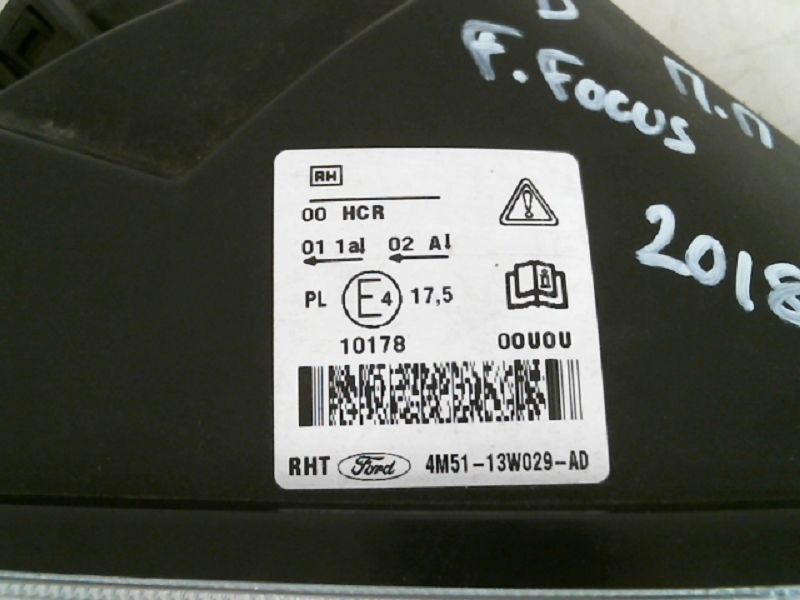 D
F. Focus
П.П
2018
RH
00 HCR
01 1a 02 A
PL E4 17,5
10178 00U0U
RHT Ford 4M51-13W029-AD